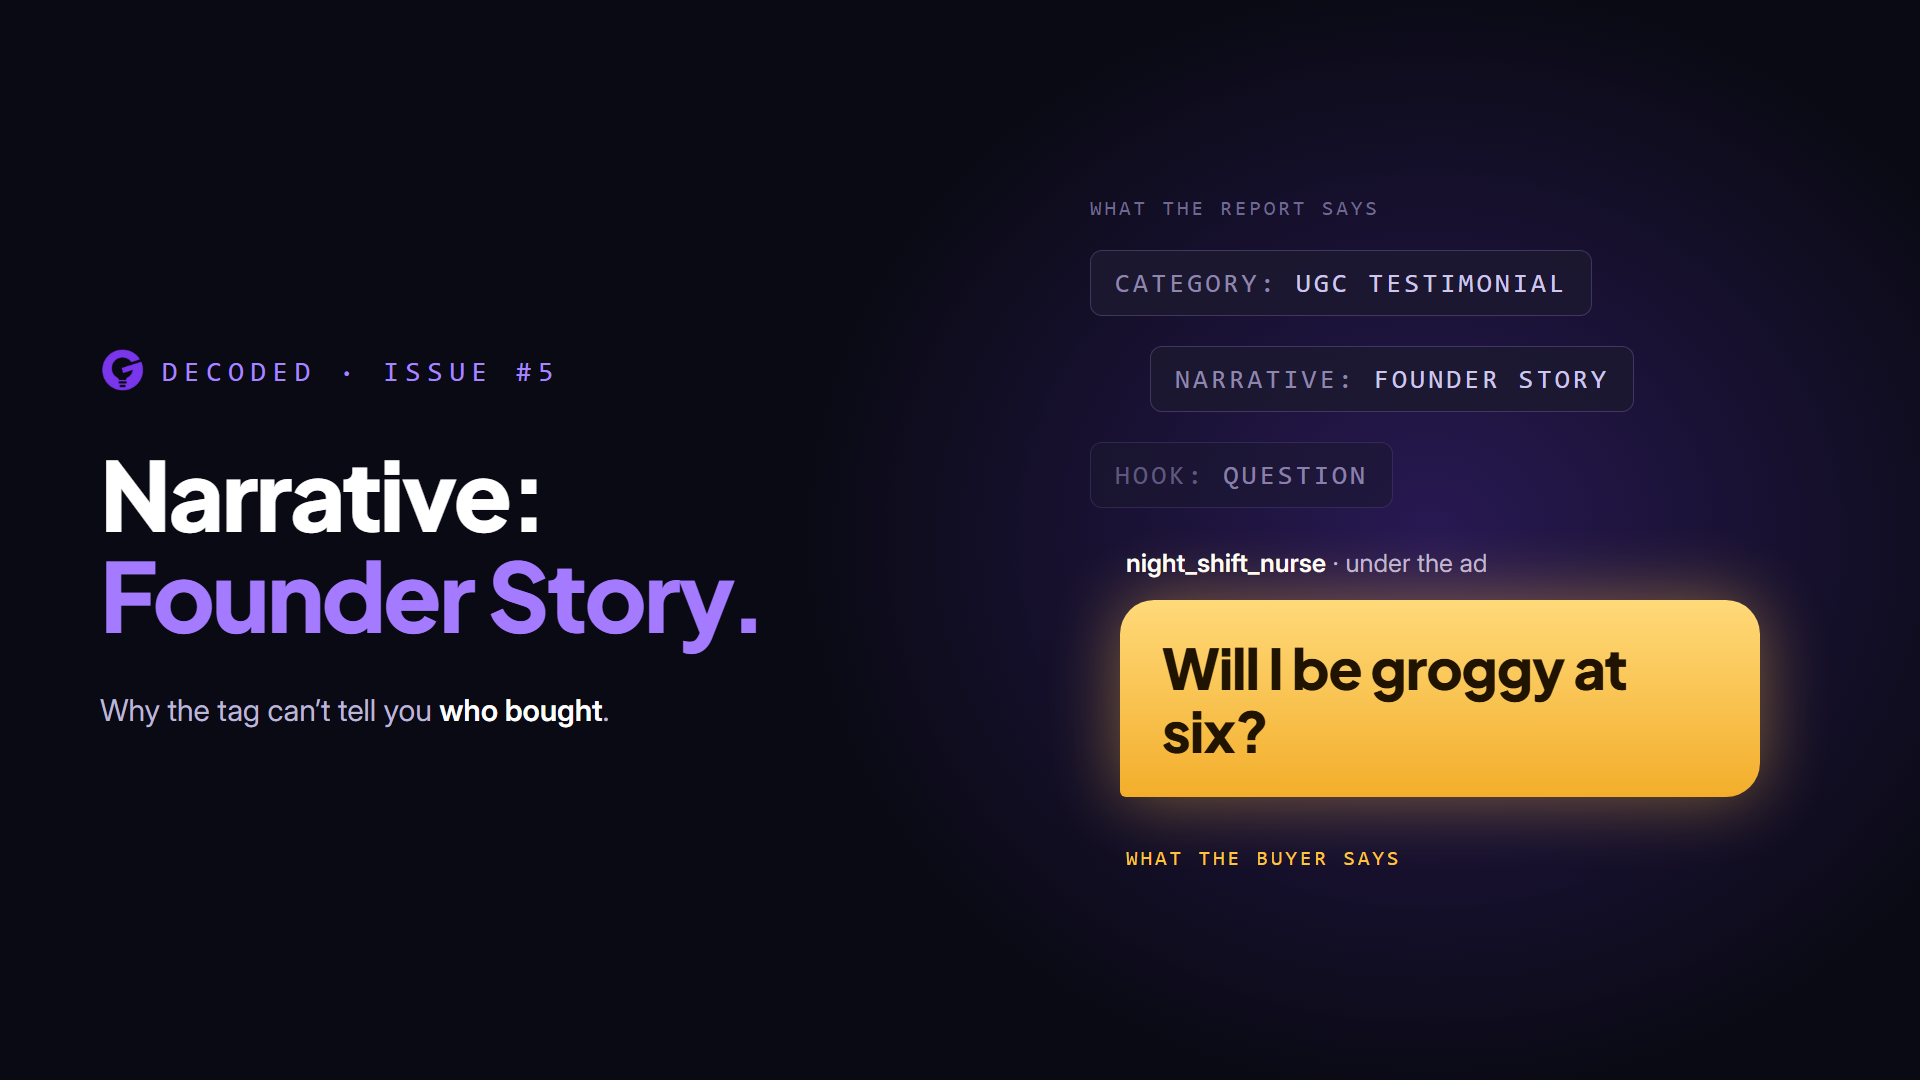 DECODED · ISSUE #5
Narrative:
Founder Story.
Why the tag can’t tell you who bought.
WHAT THE REPORT SAYS
CATEGORY: UGC TESTIMONIAL
NARRATIVE: FOUNDER STORY
HOOK: QUESTION
night_shift_nurse · under the ad
Will I be groggy at
six?
WHAT THE BUYER SAYS